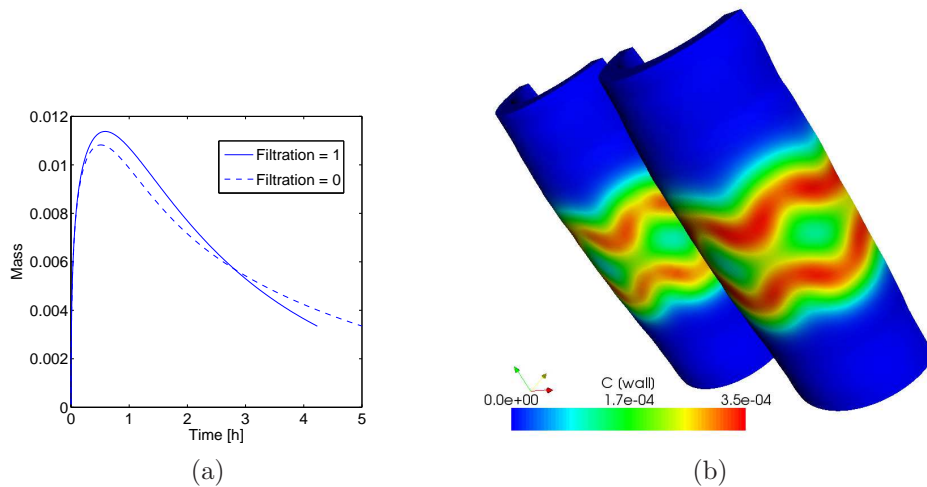 0.012
0.01
0.008
0.006
0.004
0.002
0
Mass
Filtration = 1
Filtration = 0
0 1 2 3 4 5
Time [h]
(a)
C (wall)
0.0e+00 1.7e-04 3.5e-04
(b)